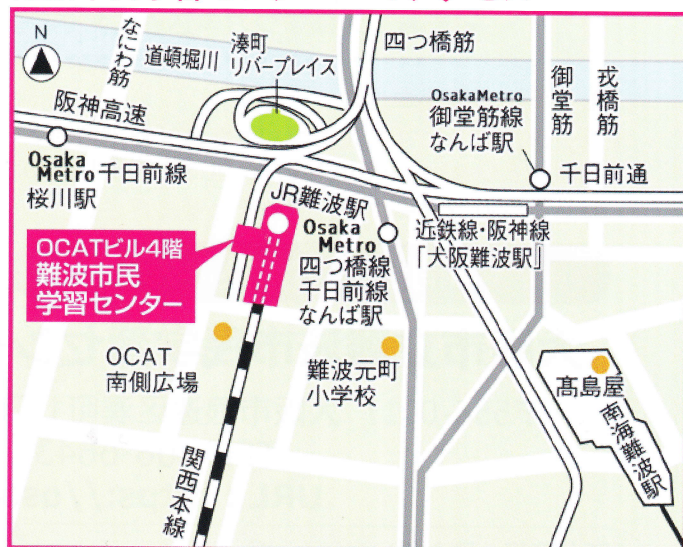 N
なにわ筋
道頓堀川
湊町
リバープレイス
四つ橋筋
御堂筋
戎橋筋
阪神高速
OsakaMetro
御堂筋線
なんば駅
千日前通
Osaka
Metro 千日前線
桜川駅
JR難波駅
Osaka
Metro
四つ橋線
千日前線
なんば駅
近鉄線・阪神線
「大阪難波駅」
OCATビル4階
難波市民
学習センター
OCAT
南側広場
難波元町
小学校
髙島屋
南海難波駅
関西本線